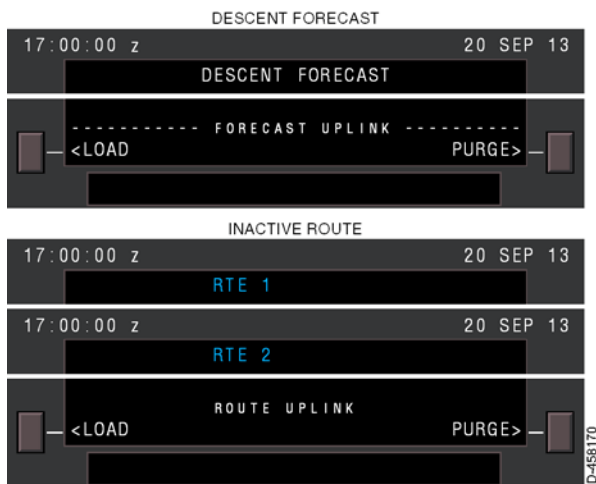 DESCENT FORECAST
17:00:00 z 20 SEP 13
DESCENT FORECAST
----------- FORECAST UPLINK ----------
<LOAD PURGE>
INACTIVE ROUTE
17:00:00 z 20 SEP 13
RTE 1
17:00:00 z 20 SEP 13
RTE 2
ROUTE UPLINK
<LOAD PURGE>
D-458170